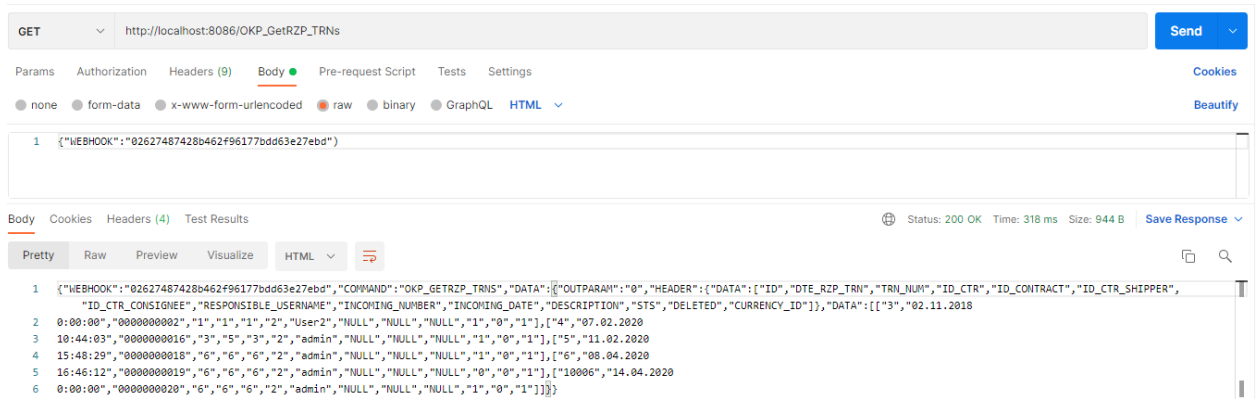 GET http://localhost:8086/OKP_GetRZP_TRNs Send
Params Authorization Headers (9) Body Pre-request Script Tests Settings Cookies
none form-data x-www-form-urlencoded raw binary GraphQL HTML Beautify
1 {"WEBHOOK":"02627487428b462f96177bdd63e27ebd")
Body Cookies Headers (4) Test Results Status: 200 OK Time: 318 ms Size: 944 B Save Response
Pretty Raw Preview Visualize HTML
1 {"WEBHOOK":"02627487428b462f96177bdd63e27ebd","COMMAND":"OKP_GETRZP_TRNS","DATA":{"OUTPARAM":"0","HEADER":{"DATA":["ID","DTE_RZP_TRN","TRN_NUM","ID_CTR","ID_CONTRACT","ID_CTR_SHIPPER",
"ID_CTR_CONSIGNEE","RESPONSIBLE_USERNAME","INCOMING_NUMBER","INCOMING_DATE","DESCRIPTION","STS","DELETED","CURRENCY_ID"]},"DATA":[["3","02.11.2018
2 0:00:00","0000000002","1","1","1","2","User2","NULL","NULL","NULL","1","0","1"],["4","07.02.2020
3 10:44:03","0000000016","3","5","3","2","admin","NULL","NULL","NULL","1","0","1"],["5","11.02.2020
4 15:48:29","0000000018","6","6","6","2","admin","NULL","NULL","NULL","1","0","1"],["6","08.04.2020
5 16:46:12","0000000019","6","6","6","2","admin","NULL","NULL","NULL","0","0","1"],["10006","14.04.2020
6 0:00:00","0000000020","6","6","6","2","admin","NULL","NULL","NULL","1","0","1"]]}}